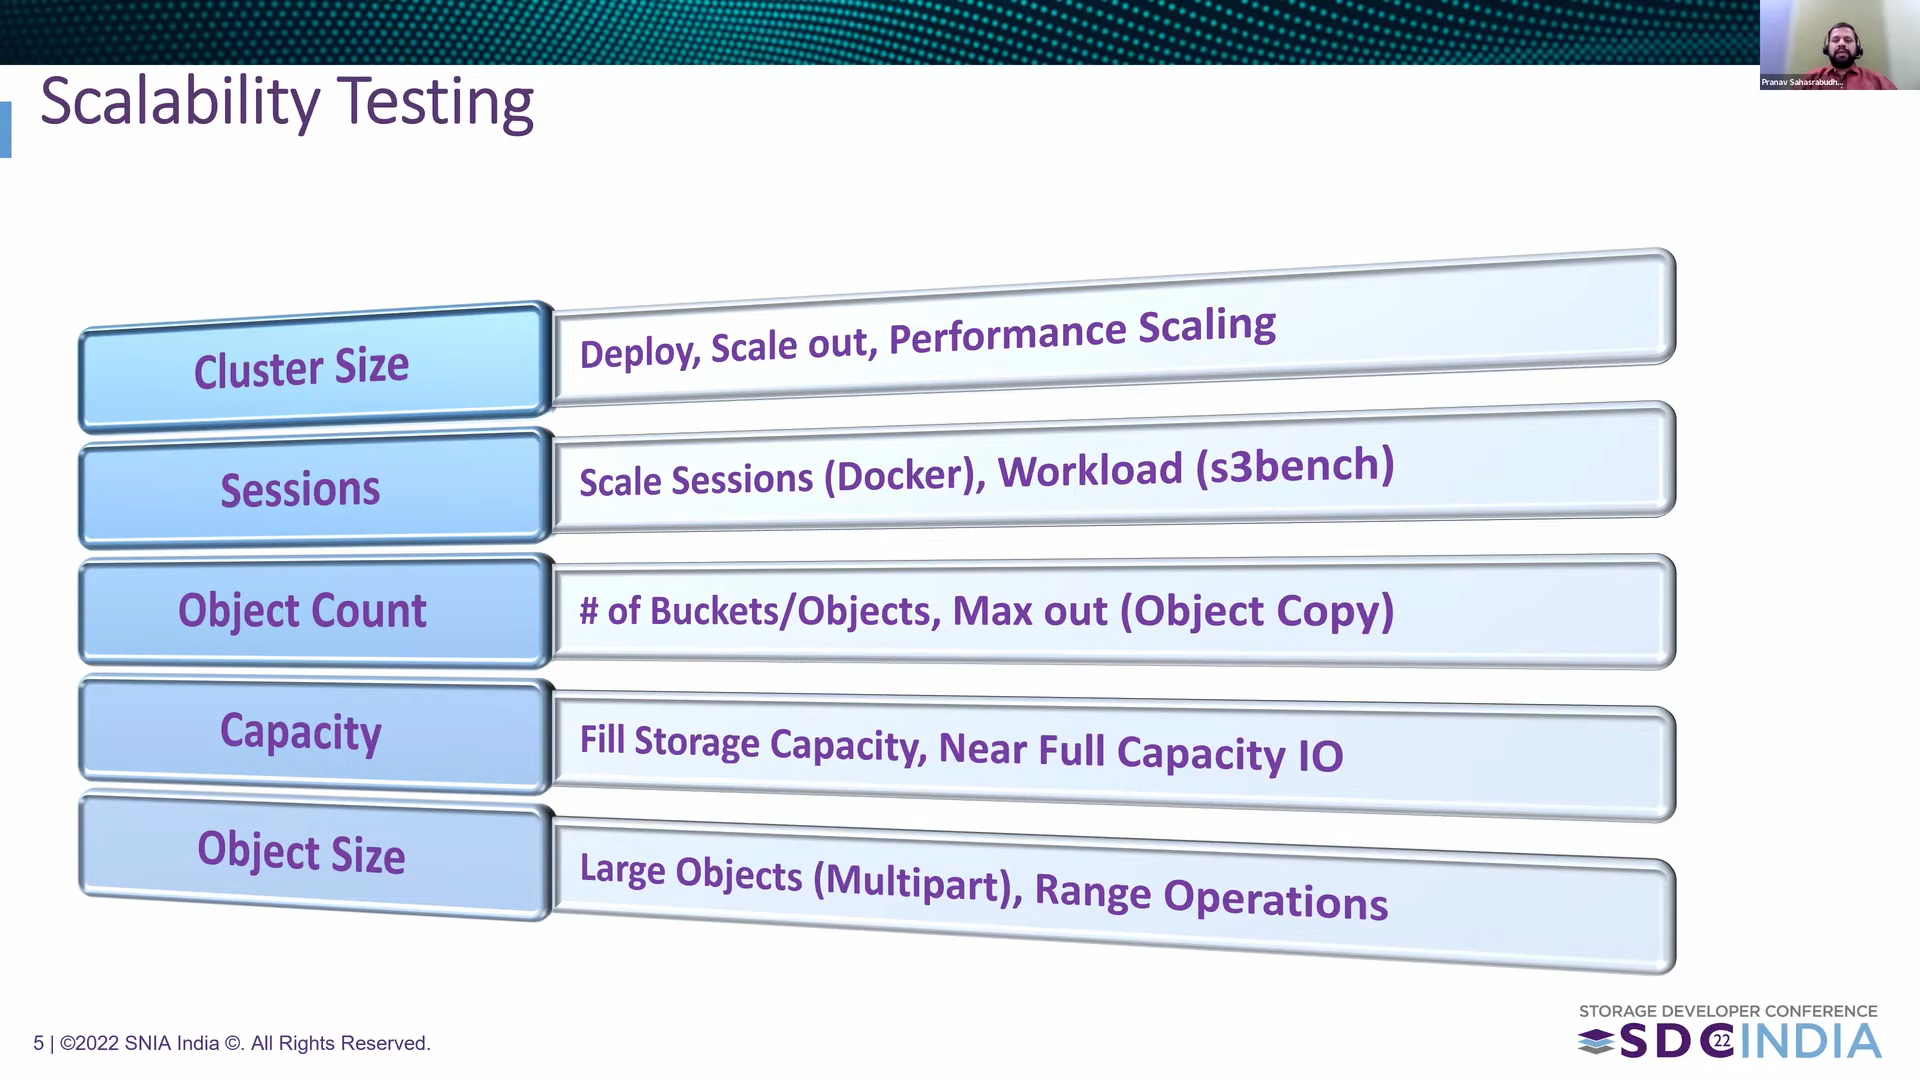 Pranav Sahasrabudh...
Scalability Testing
Cluster Size
Deploy, Scale out, Performance Scaling
Sessions
Scale Sessions (Docker), Workload (s3bench)
Object Count
# of Buckets/Objects, Max out (Object Copy)
Capacity
Fill Storage Capacity, Near Full Capacity IO
Object Size
Large Objects (Multipart), Range Operations
5 | ©2022 SNIA India ©. All Rights Reserved.
STORAGE DEVELOPER CONFERENCE
SDC 22 INDIA